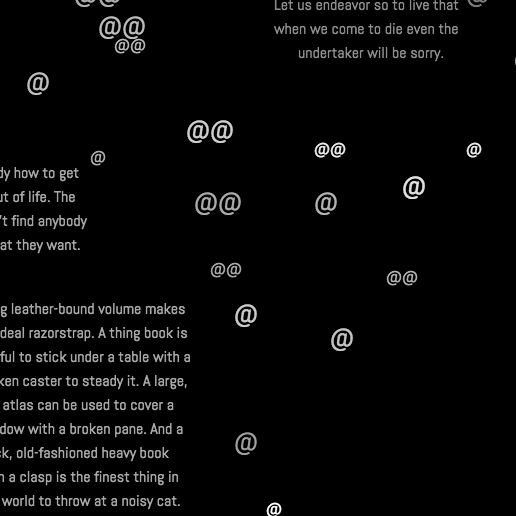 @@
Let us endeavor so to live that @
@@
when we come to die even the
@@
undertaker will be sorry.
@
@@
@@ @
@
dy how to get
@
ut of life. The
@@ @
't find anybody
at they want.
@@
@@
g leather-bound volume makes
@
deal razorstrap. A thing book is
@
ful to stick under a table with a
ken caster to steady it. A large,
atlas can be used to cover a
dow with a broken pane. And a
@
k, old-fashioned heavy book
n a clasp is the finest thing in
world to throw at a noisy cat.
@